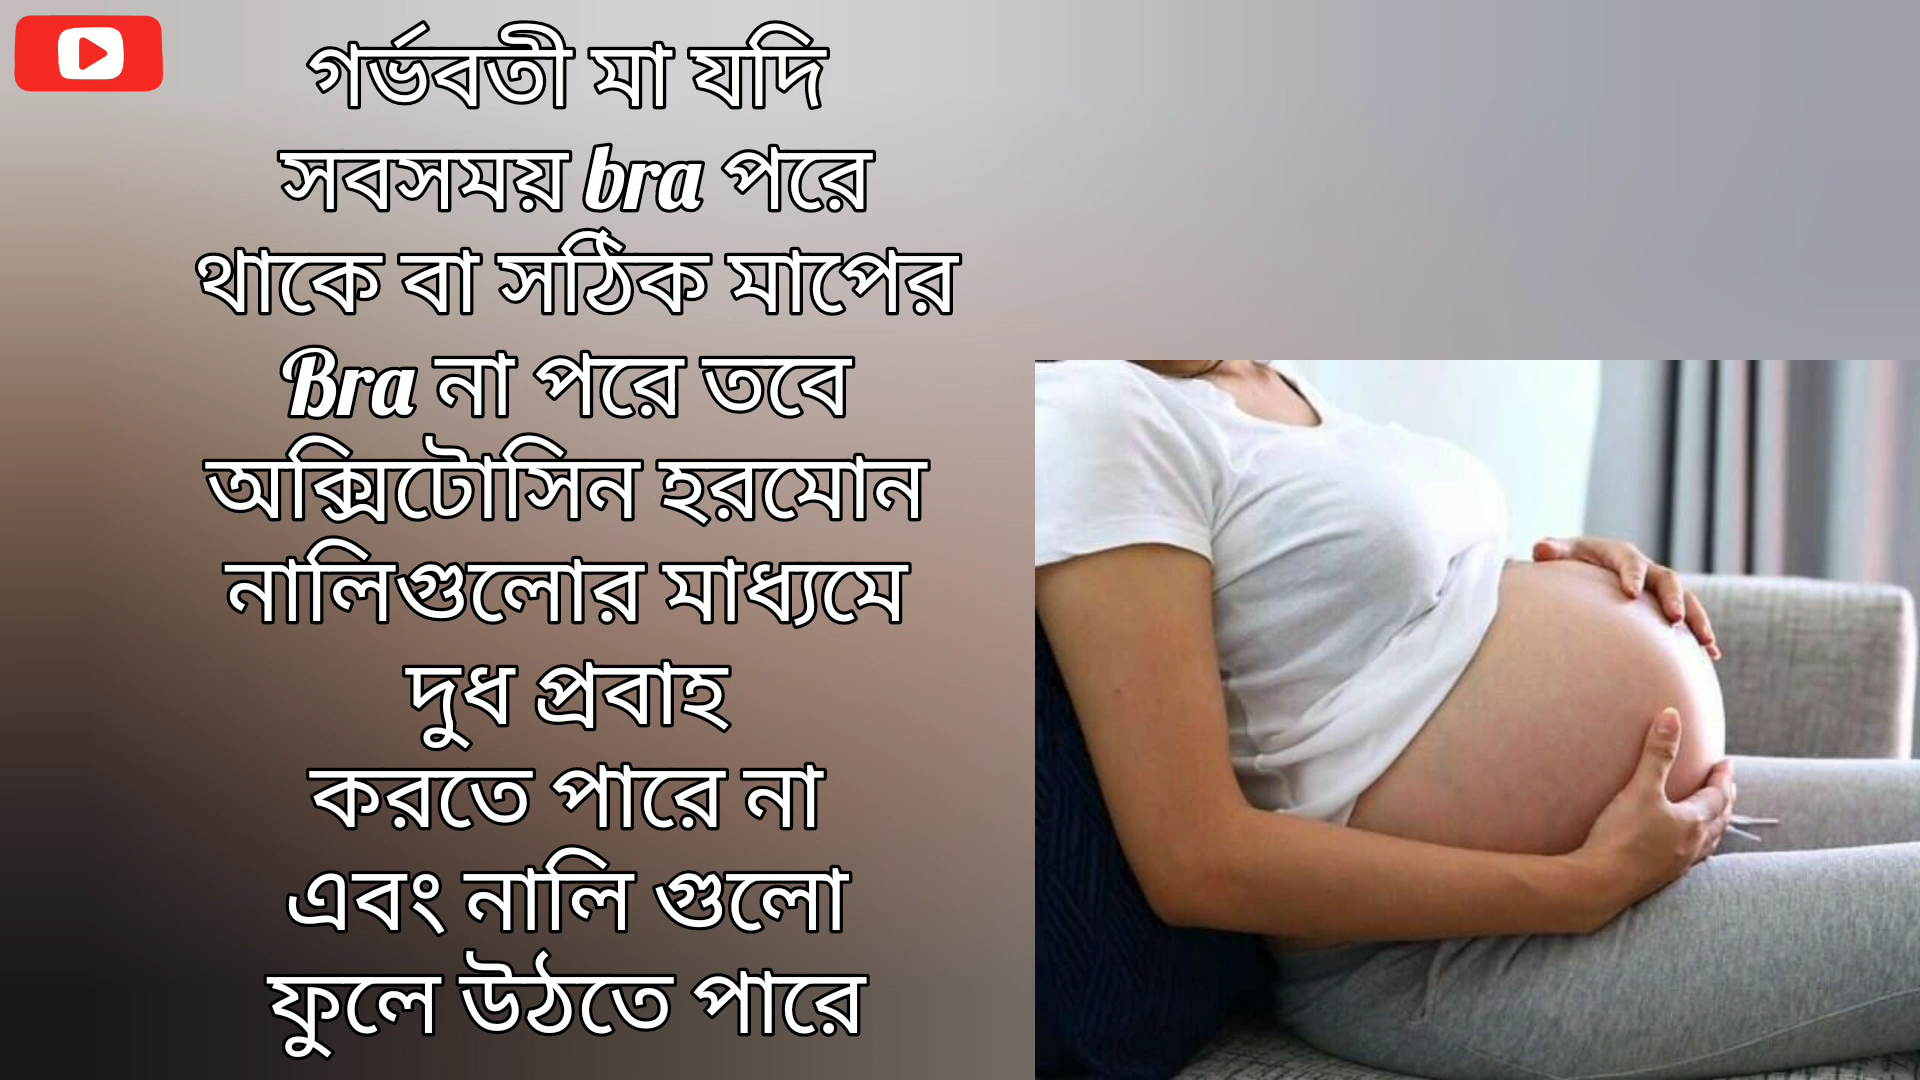 গর্ভবতী মা যদি
সবসময় bra পরে
থাকে বা সঠিক মাপের
Bra না পরে তবে
অক্সিটোসিন হরমোন
নালিগুলোর মাধ্যমে
দুধ প্রবাহ
করতে পারে না
এবং নালি গুলো
ফুলে উঠতে পারে